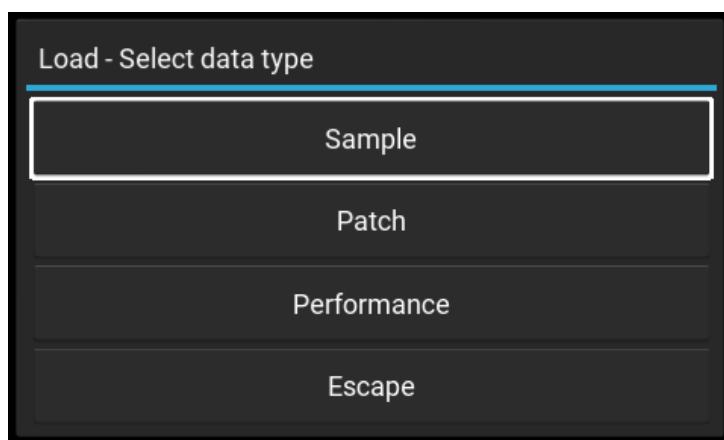 Load - Select data type
Sample
Patch
Performance
Escape